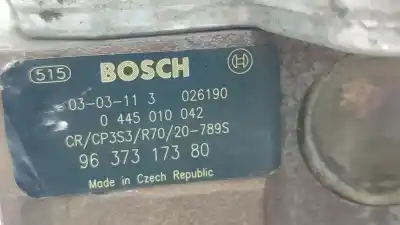 515 BOSCH
03-03-11 3 026190
0 445 010 042
CR/CP3S3/R70/20-789S
96 373 173 80
Made in Czech Republic